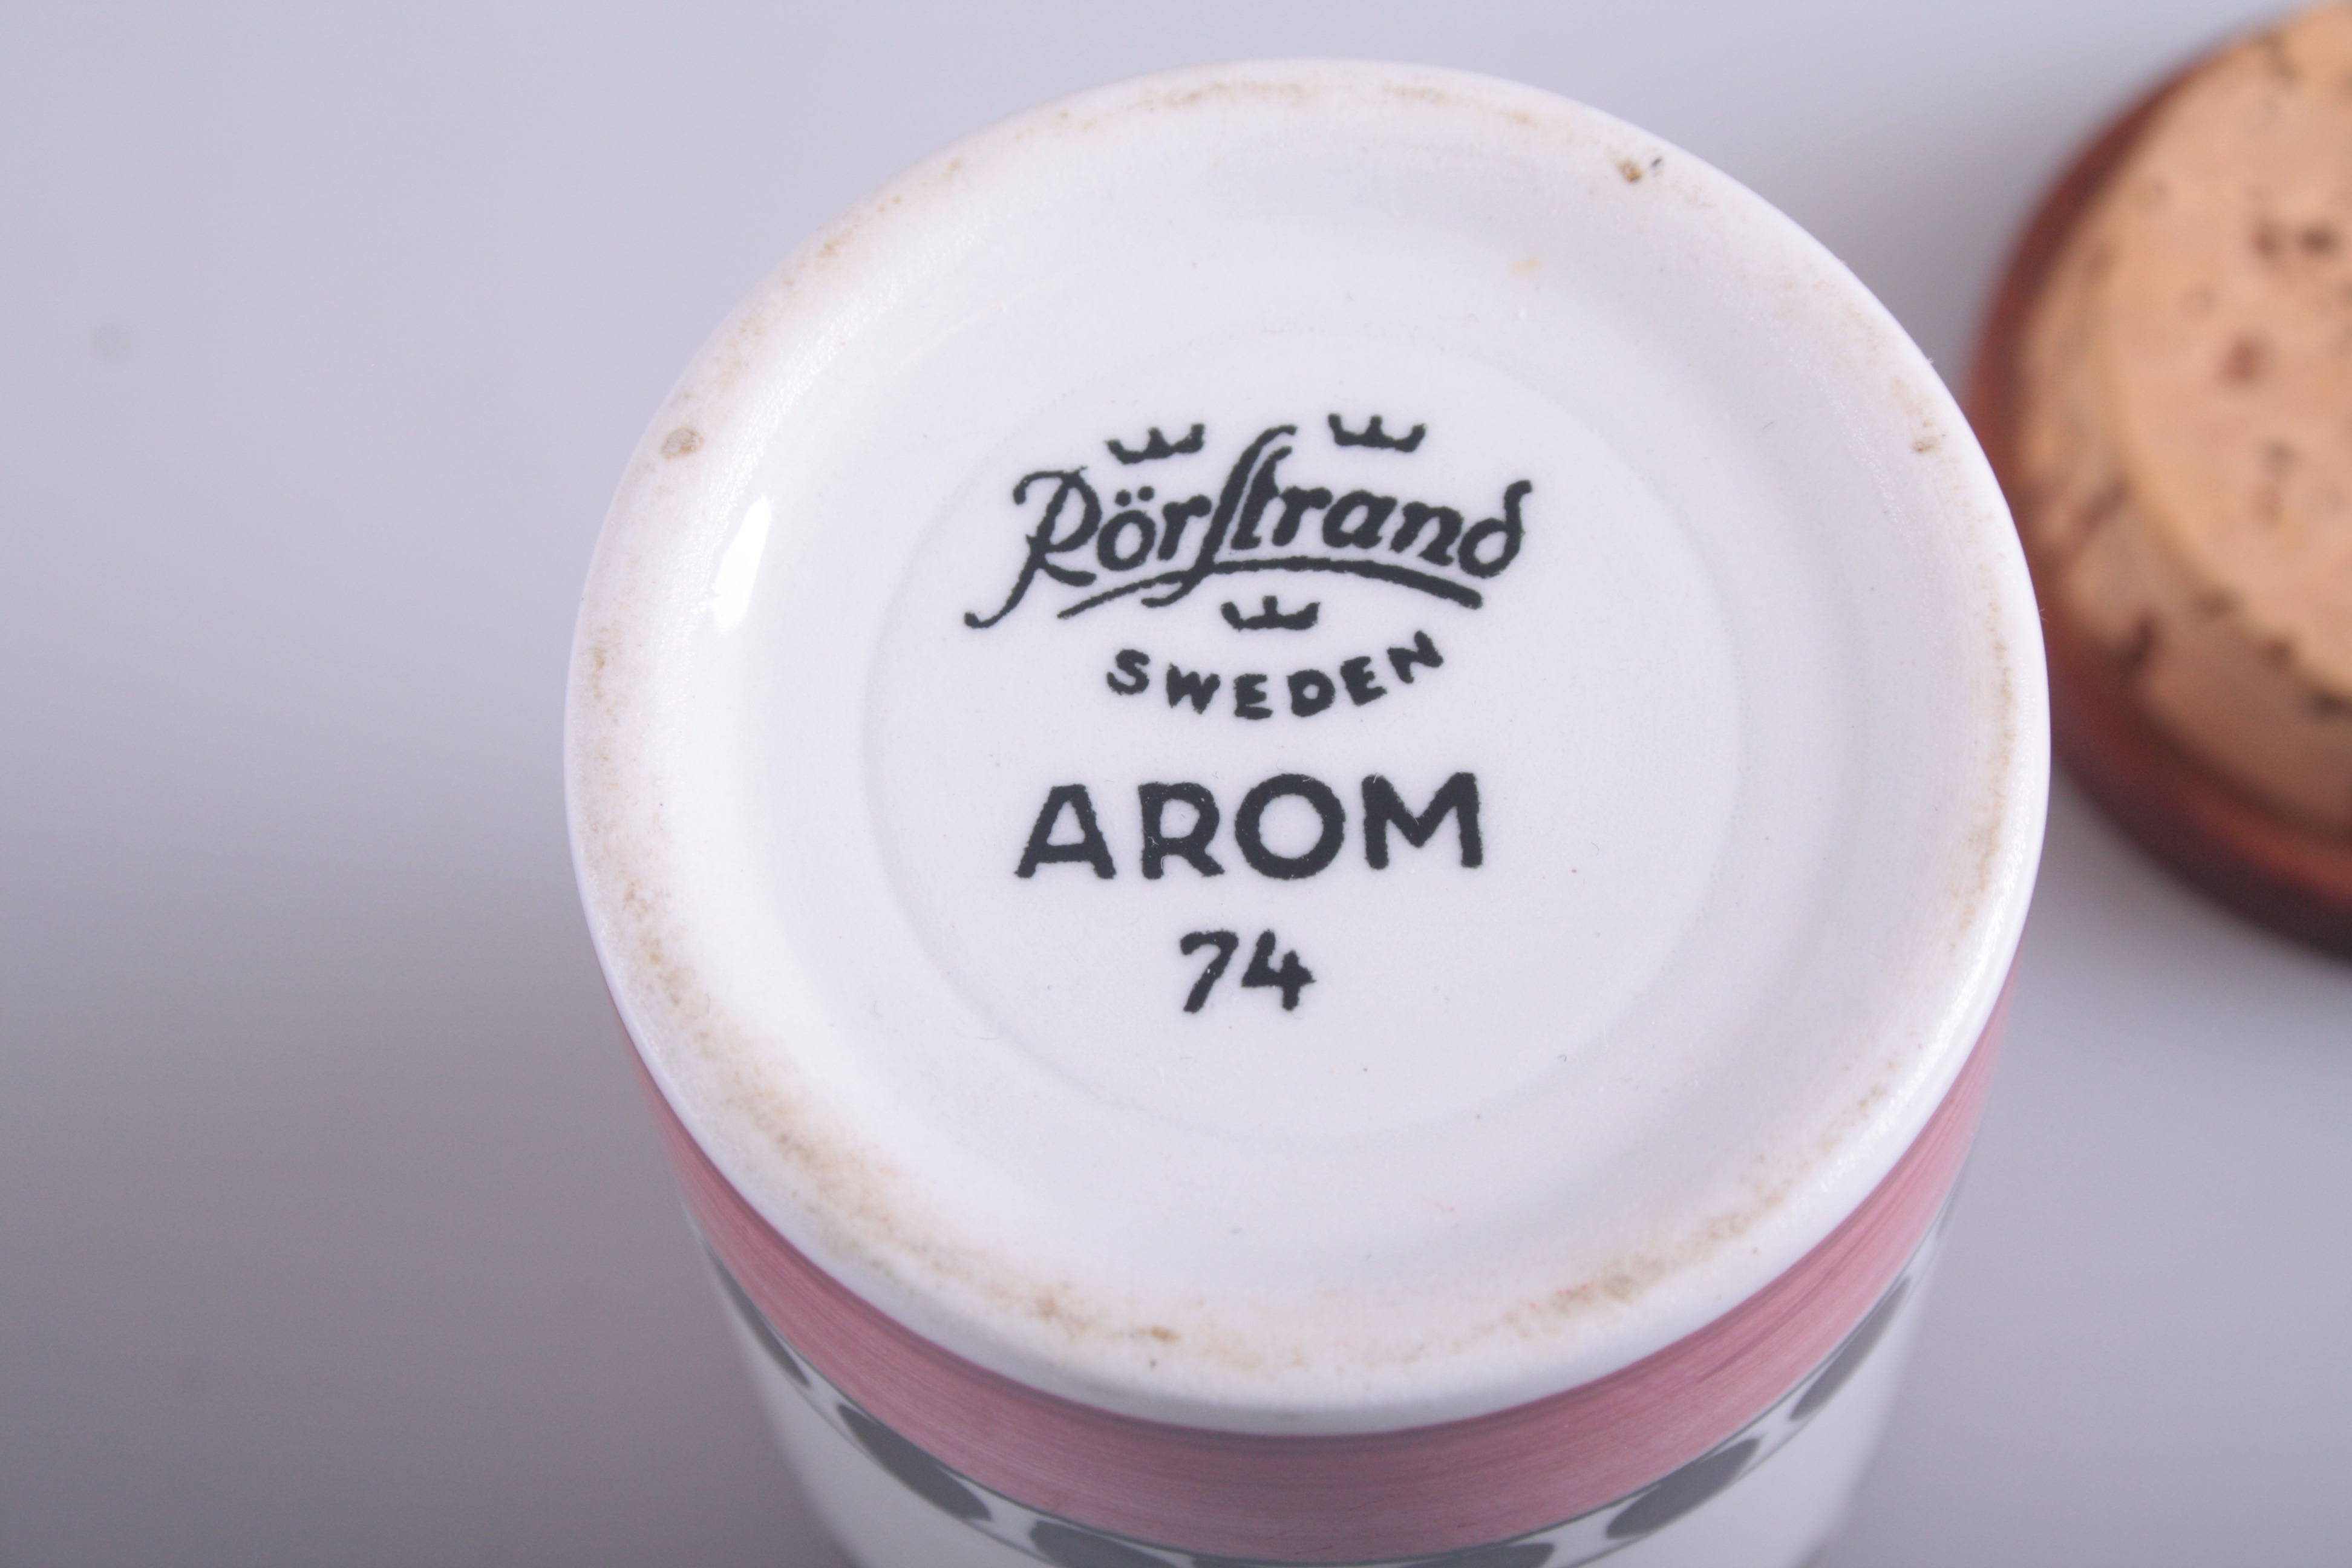 Rörstrand
SWEDEN
AROM
74